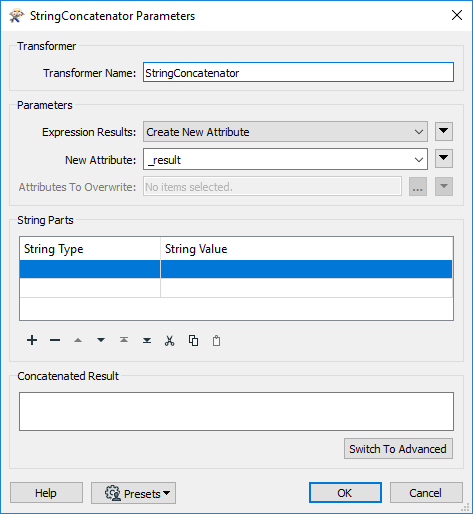 StringConcatenator Parameters
Transformer
Transformer Name: StringConcatenator
Parameters
Expression Results: Create New Attribute
New Attribute: _result
Attributes To Overwrite: No items selected. ...
String Parts
String Type String Value
Concatenated Result
Switch To Advanced
Help Presets OK Cancel